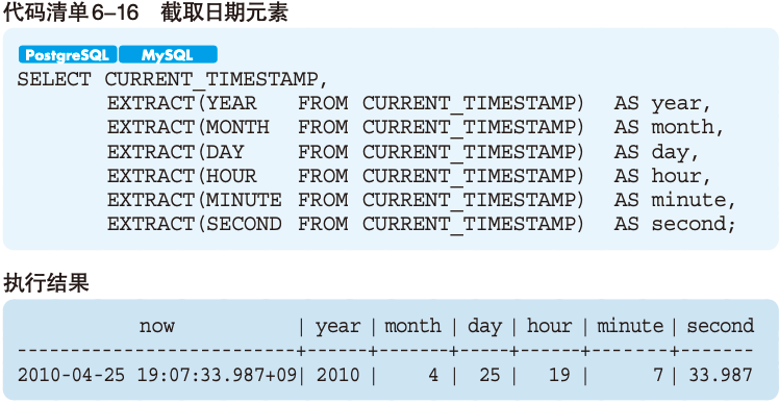 代码清单6-16 截取日期元素
PostgreSQL MySQL
SELECT CURRENT_TIMESTAMP,
EXTRACT(YEAR FROM CURRENT_TIMESTAMP) AS year,
EXTRACT(MONTH FROM CURRENT_TIMESTAMP) AS month,
EXTRACT(DAY FROM CURRENT_TIMESTAMP) AS day,
EXTRACT(HOUR FROM CURRENT_TIMESTAMP) AS hour,
EXTRACT(MINUTE FROM CURRENT_TIMESTAMP) AS minute,
EXTRACT(SECOND FROM CURRENT_TIMESTAMP) AS second;
执行结果
now | year | month | day | hour | minute | second
--------------------------+------+-------+-----+------+--------+-------
2010-04-25 19:07:33.987+09| 2010 | 4 | 25 | 19 | 7| 33.987